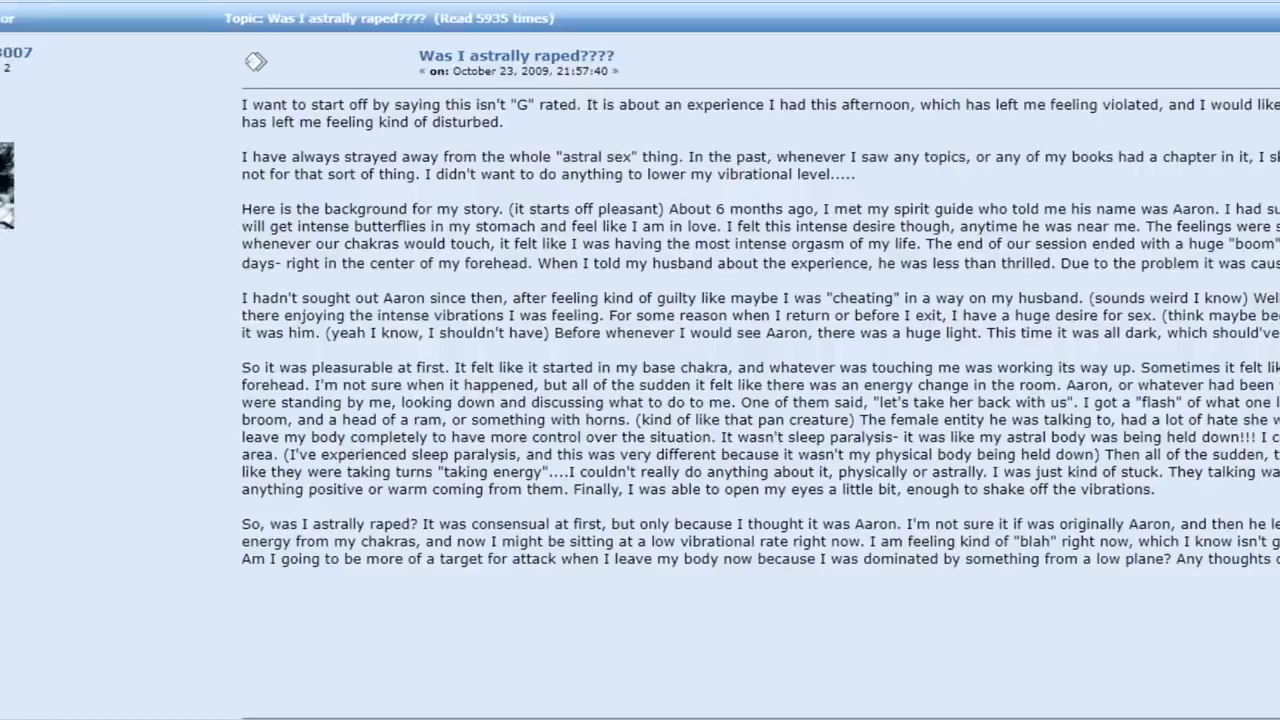 or
Topic: Was I astrally raped???? (Read 5935 times)
3007
2
Was I astrally raped????
« on: October 23, 2009, 21:57:40 »
I want to start off by saying this isn't "G" rated. It is about an experience I had this afternoon, which has left me feeling violated, and I would like
has left me feeling kind of disturbed.
I have always strayed away from the whole "astral sex" thing. In the past, whenever I saw any topics, or any of my books had a chapter in it, I sk
not for that sort of thing. I didn't want to do anything to lower my vibrational level.....
Here is the background for my story. (it starts off pleasant) About 6 months ago, I met my spirit guide who told me his name was Aaron. I had su
will get intense butterflies in my stomach and feel like I am in love. I felt this intense desire though, anytime he was near me. The feelings were s
whenever our chakras would touch, it felt like I was having the most intense orgasm of my life. The end of our session ended with a huge "boom"
days- right in the center of my forehead. When I told my husband about the experience, he was less than thrilled. Due to the problem it was caus
I hadn't sought out Aaron since then, after feeling kind of guilty like maybe I was "cheating" in a way on my husband. (sounds weird I know) Wel
there enjoying the intense vibrations I was feeling. For some reason when I return or before I exit, I have a huge desire for sex. (think maybe be
it was him. (yeah I know, I shouldn't have) Before whenever I would see Aaron, there was a huge light. This time it was all dark, which should've
So it was pleasurable at first. It felt like it started in my base chakra, and whatever was touching me was working its way up. Sometimes it felt lik
forehead. I'm not sure when it happened, but all of the sudden it felt like there was an energy change in the room. Aaron, or whatever had been
were standing by me, looking down and discussing what to do to me. One of them said, "let's take her back with us". I got a "flash" of what one l
broom, and a head of a ram, or something with horns. (kind of like that pan creature) The female entity he was talking to, had a lot of hate she w
leave my body completely to have more control over the situation. It wasn't sleep paralysis- it was like my astral body was being held down!!! I c
area. (I've experienced sleep paralysis, and this was very different because it wasn't my physical body being held down) Then all of the sudden, t
like they were taking turns "taking energy"....I couldn't really do anything about it, physically or astrally. I was just kind of stuck. They talking wa
anything positive or warm coming from them. Finally, I was able to open my eyes a little bit, enough to shake off the vibrations.
So, was I astrally raped? It was consensual at first, but only because I thought it was Aaron. I'm not sure it if was originally Aaron, and then he le
energy from my chakras, and now I might be sitting at a low vibrational rate right now. I am feeling kind of "blah" right now, which I know isn't g
Am I going to be more of a target for attack when I leave my body now because I was dominated by something from a low plane? Any thoughts o